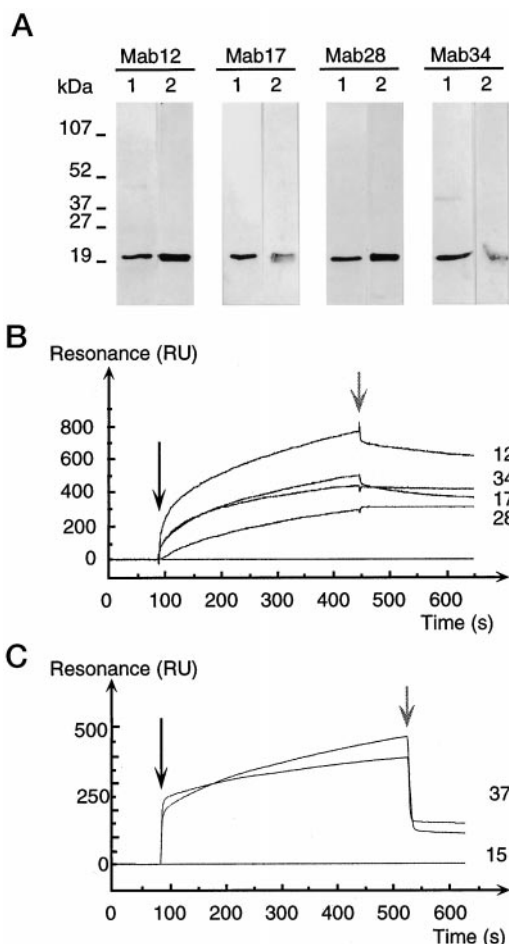 A
Mab12 Mab17 Mab28 Mab34
kDa 1 2 1 2 1 2 1 2
107
52
37
27
19
B
Resonance (RU)
800
600
400
200
0
12
34
17
28
0 100 200 300 400 500 600
Time (s)
C
Resonance (RU)
500
250
0
37
15
0 100 200 300 400 500 600
Time (s)